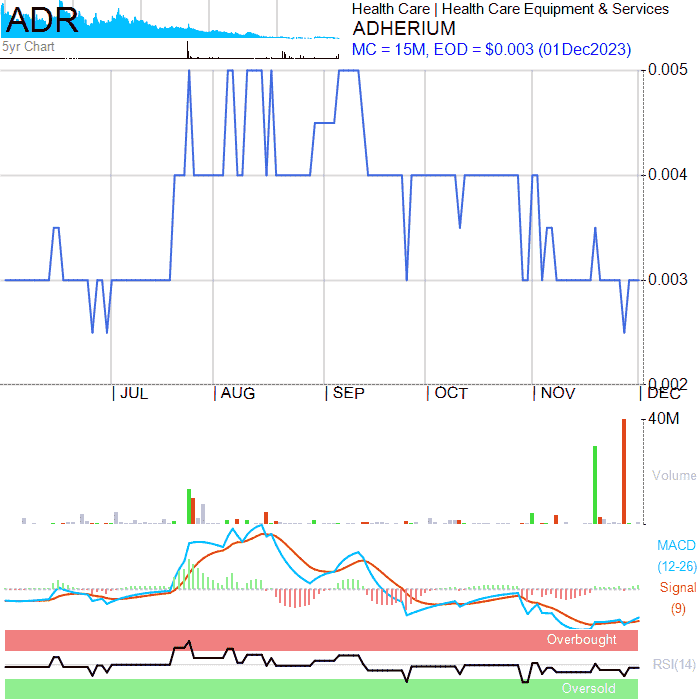 ADR
5yr Chart
Health Care | Health Care Equipment & Services
ADHERIUM
MC = 15M, EOD = $0.003 (01Dec2023)
0.005
0.004
0.003
0.002
JUL
AUG
SEP
OCT
NOV
DEC
40M
Volume
MACD
(12-26)
Signal
(9)
Overbought
RSI(14)
Oversold